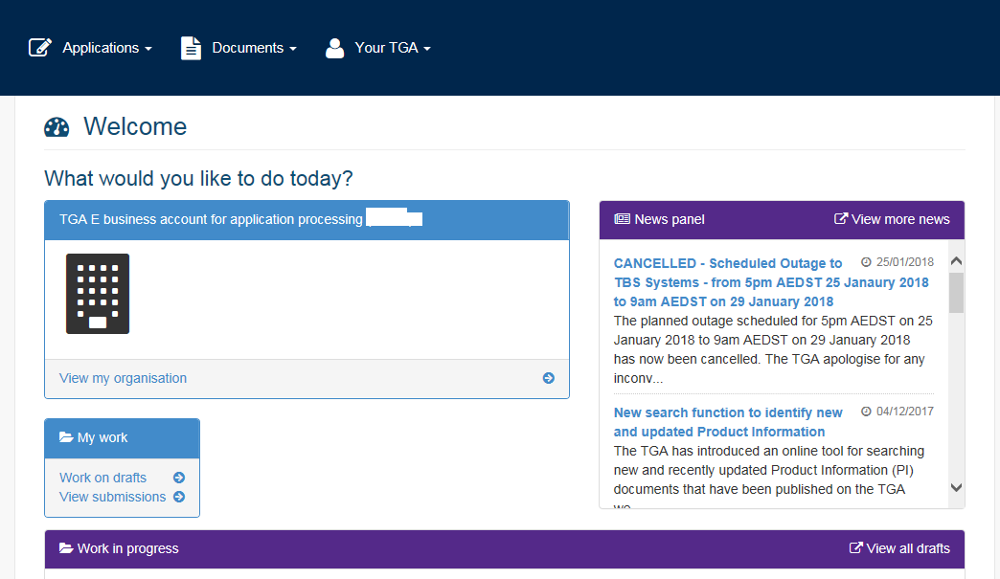 Applications
Documents
Your TGA
Welcome
What would you like to do today?
TGA E business account for application processing
View my organisation
My work
Work on drafts
View submissions
News panel
View more news
CANCELLED - Scheduled Outage to
25/01/2018
TBS Systems - from 5pm AEDST 25 Janaury 2018
to 9am AEDST on 29 January 2018
The planned outage scheduled for 5pm AEDST on 25
January 2018 to 9am AEDST on 29 January 2018
has now been cancelled. The TGA apologise for any
inconv...
New search function to identify new
04/12/2017
and updated Product Information
The TGA has introduced an online tool for searching
new and recently updated Product Information (PI)
documents that have been published on the TGA
Work in progress
View all drafts